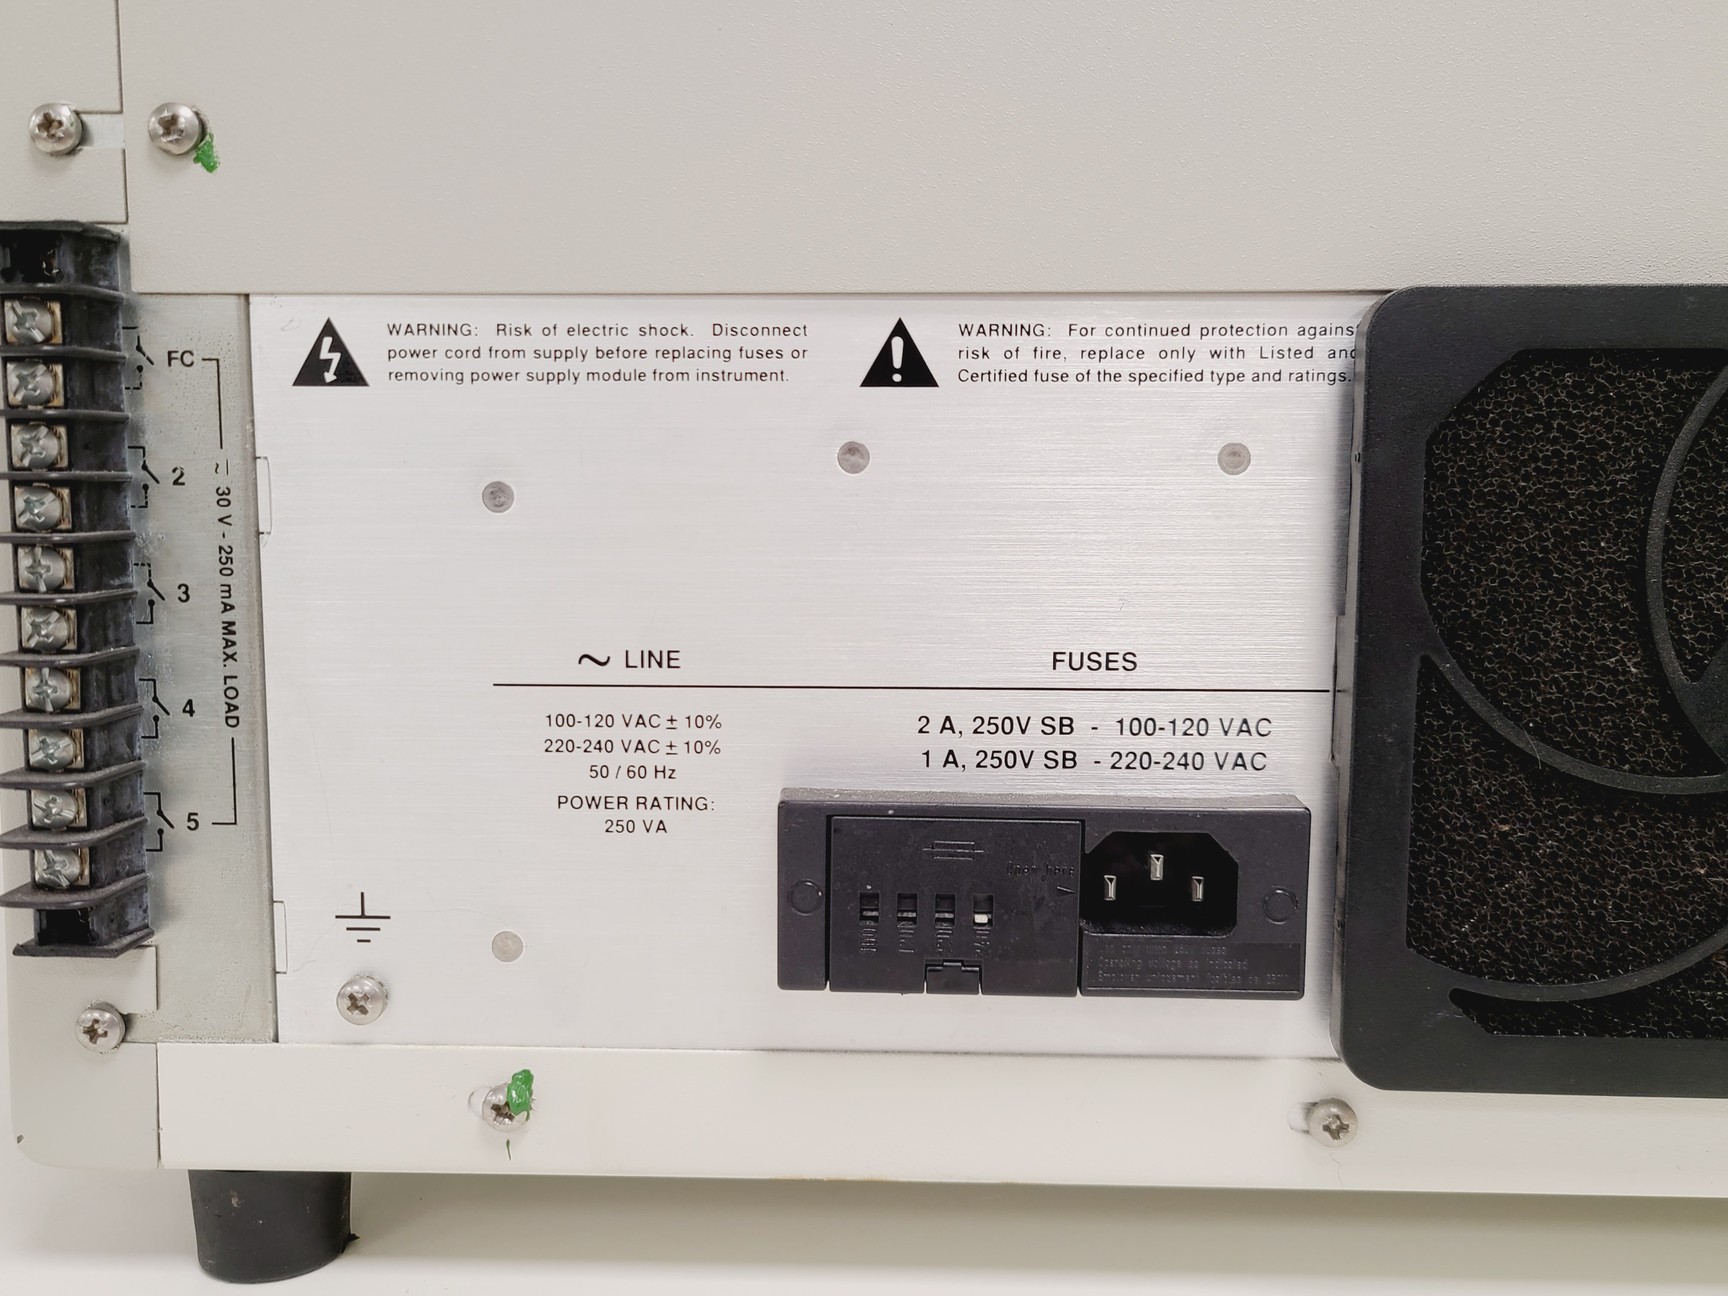 WARNING: Risk of electric shock. Disconnect
power cord from supply before replacing fuses or
removing power supply module from instrument.
WARNING: For continued protection agains
risk of fire, replace only with Listed and
Certified fuse of the specified type and ratings.
FC
2
3
4
5
30 V - 250 mA MAX. LOAD
~ LINE
100-120 VAC ± 10%
220-240 VAC ± 10%
50 / 60 Hz
POWER RATING:
250 VA
FUSES
2 A, 250V SB - 100-120 VAC
1 A, 250V SB - 220-240 VAC
Open here